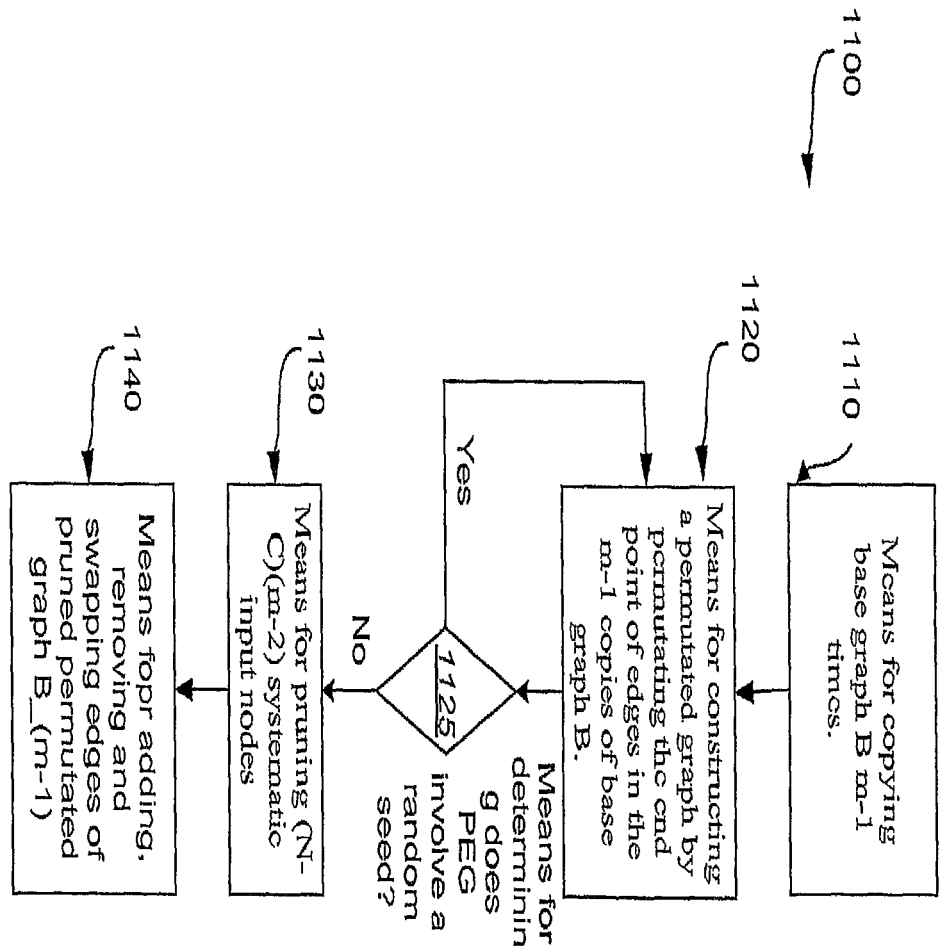 1100
1110
Means for copying
base graph B m-1
times.
1120
Means for constructing
a permutated graph by
permutating the end
point of edges in the
m-1 copies of base
graph B.
Yes
1125
Means for
determinin
g does
PEG
involve a
random
seed?
No
1130
Means for pruning (N-
C)(m-2) systematic
input nodes
1140
Means fopr adding,
removing and
swapping edges of
pruned permutated
graph B_(m-1)